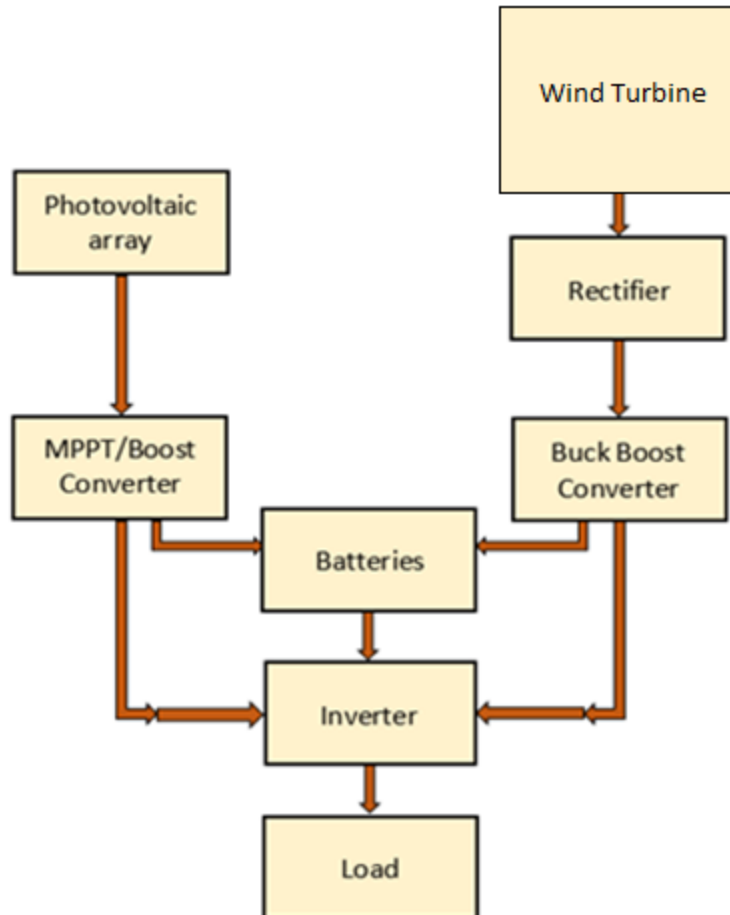 Wind Turbine
Photovoltaic
array
Rectifier
MPPT/Boost
Converter
Buck Boost
Converter
Batteries
Inverter
Load